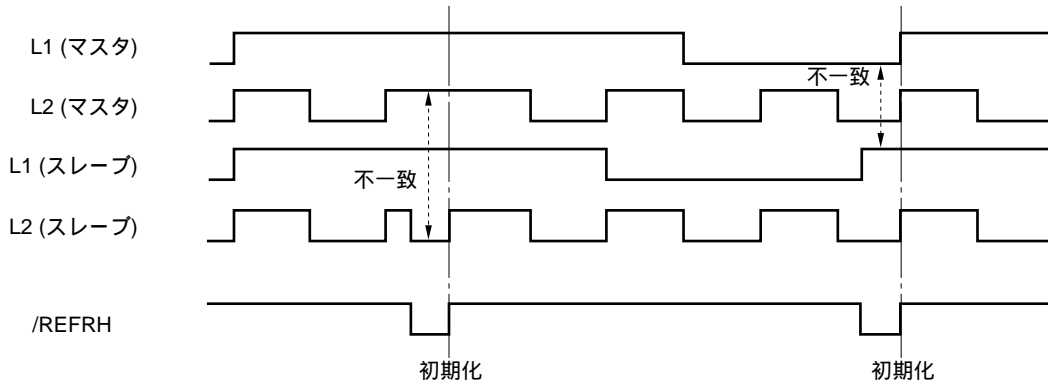 L1 (マスタ)
不一致
L2 (マスタ)
L1 (スレーブ)
不一致
L2 (スレーブ)
/REFRH
初期化
初期化